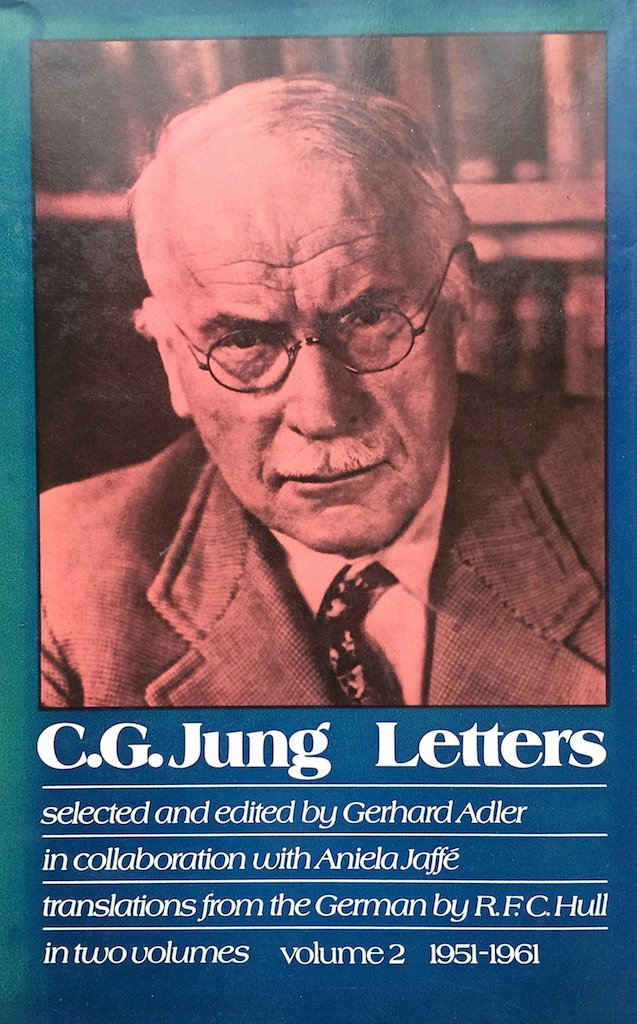 C.G. Jung Letters
selected and edited by Gerhard Adler
in collaboration with Aniela Jaffé
translations from the German by R.F.C. Hull
in two volumes volume 2 1951-1961